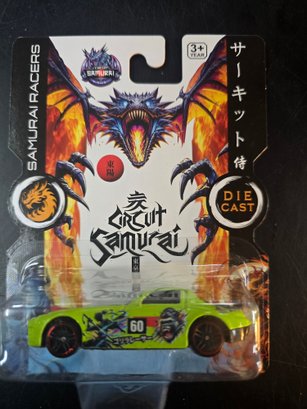 SAMURAI RACERS
SAMURAI
3+
YEAR
サーキット侍
東陽
DIE
CAST
Circuit
Samurai
東京
60